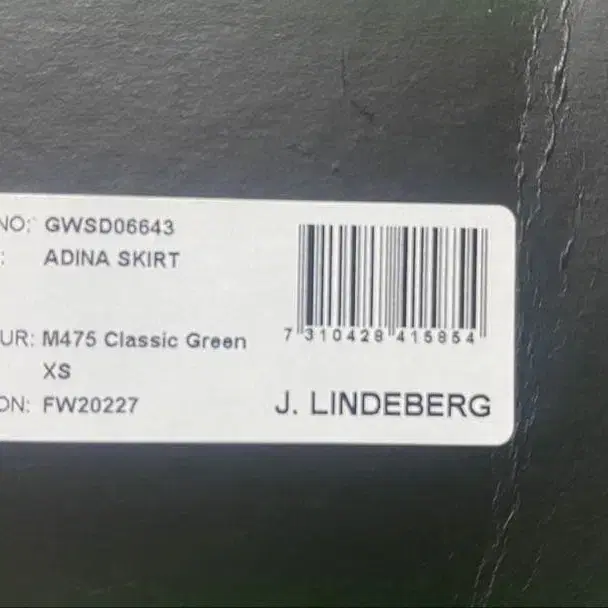 NO: GWSD06643
: ADINA SKIRT
UR: M475 Classic Green
XS
ON: FW20227
7 310428 415854
J. LINDEBERG